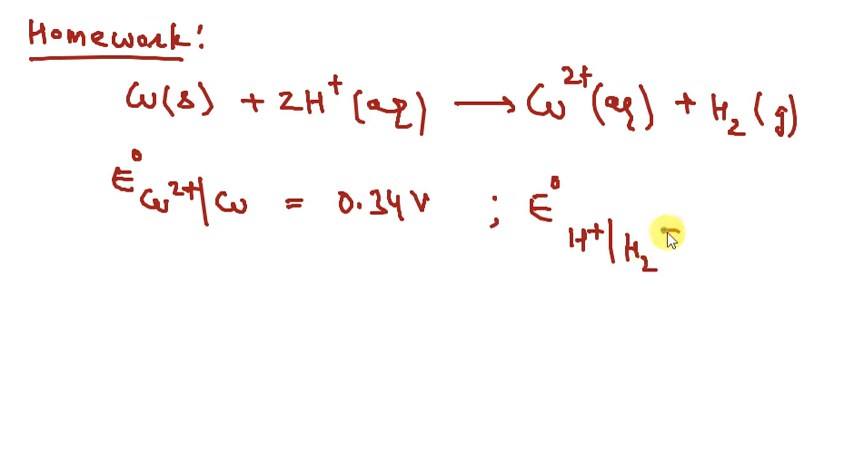 Homework!
Cu(s) + 2H⁺(aq) ⟶ Cu²⁺(aq) + H₂(g)
E°Cu²⁺/Cu = 0.34V ; E°H⁺/H₂